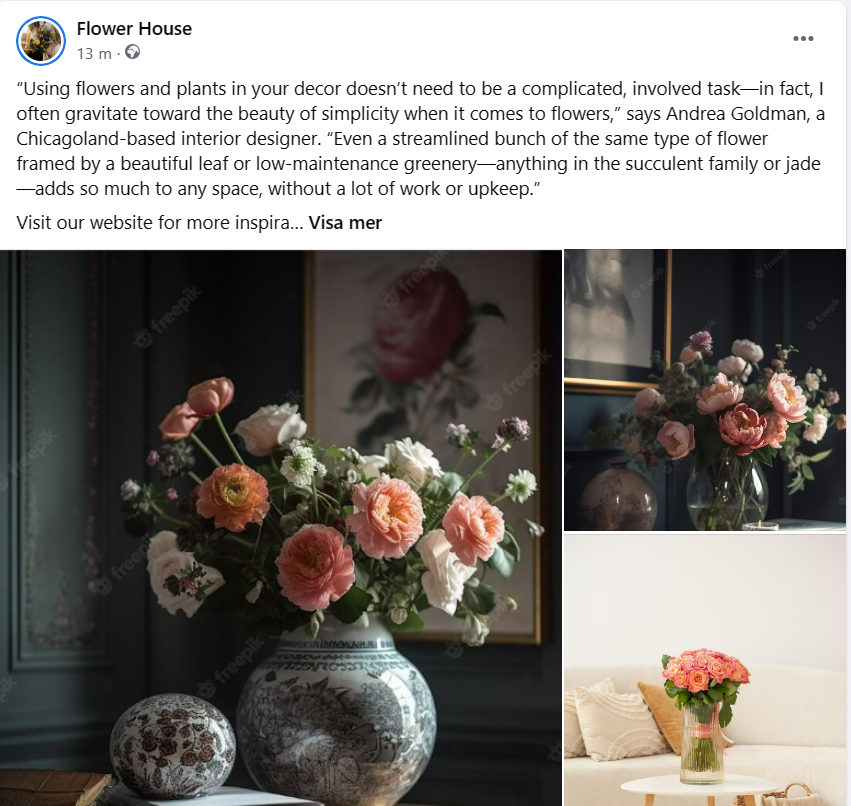 Flower House
13 m ·
“Using flowers and plants in your decor doesn’t need to be a complicated, involved task—in fact, I
often gravitate toward the beauty of simplicity when it comes to flowers,” says Andrea Goldman, a
Chicagoland-based interior designer. “Even a streamlined bunch of the same type of flower
framed by a beautiful leaf or low-maintenance greenery—anything in the succulent family or jade
—adds so much to any space, without a lot of work or upkeep.”
Visit our website for more inspira... Visa mer
freepik
freepik
freepik
freepik
freepik